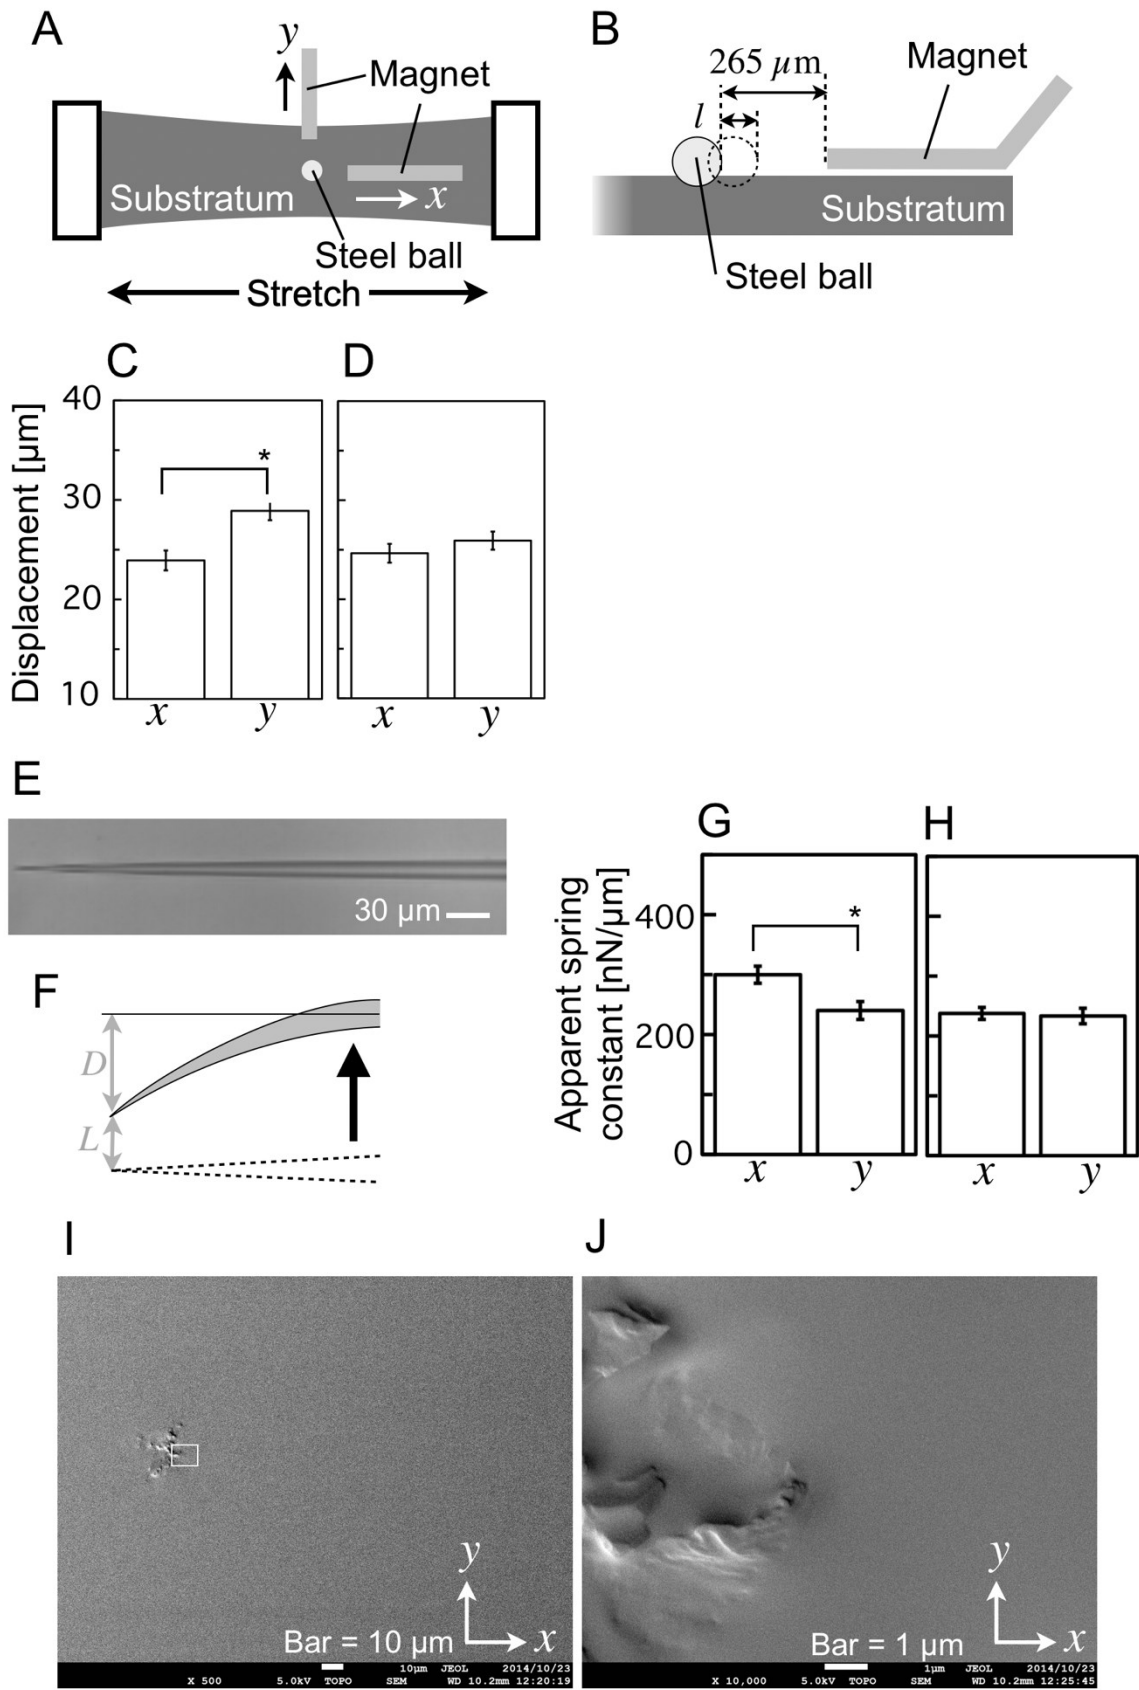 A
y
Magnet
Substratum
x
Steel ball
Stretch
B
265 µm
Magnet
l
Substratum
Steel ball
C
D
Displacement [µm]
40
30
20
10
*
x
y
x
y
E
30 µm
F
D
L
G
H
Apparent spring
constant [nN/µm]
400
200
0
*
x
y
x
y
I
y
x
Bar = 10 µm
X 500 5.0kV TOPO SEM 10µm JEOL 2014/10/23
WD 10.2mm 12:20:19
J
y
x
Bar = 1 µm
X 10,000 5.0kV TOPO SEM 1µm JEOL 2014/10/23
WD 10.2mm 12:25:45